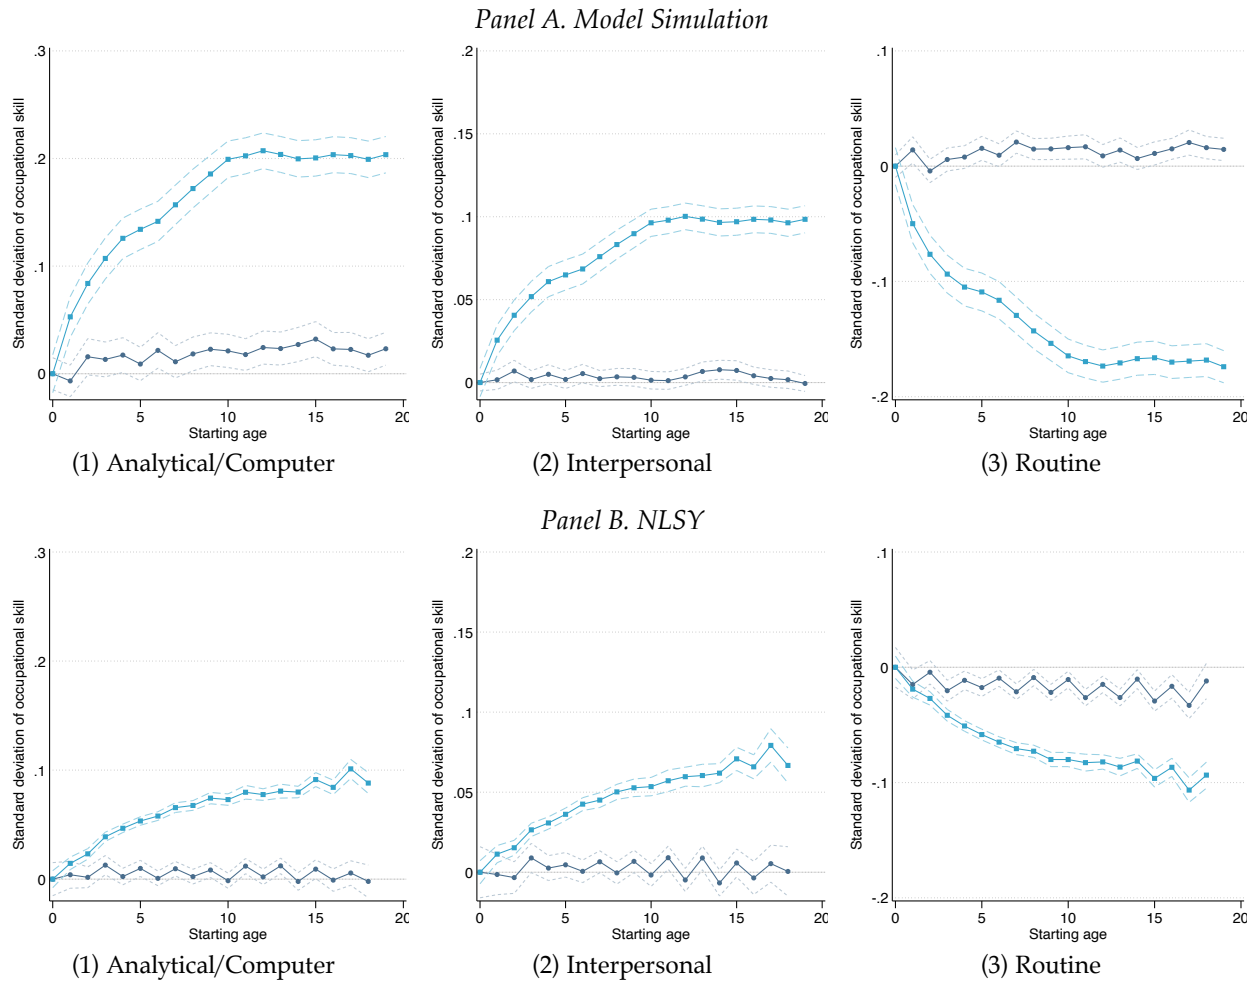 Panel A. Model Simulation
Standard deviation of occupational skill
.3
.2
.1
0
0 5 10 15 20
Starting age
(1) Analytical/Computer
Standard deviation of occupational skill
.2
.15
.1
.05
0
0 5 10 15 20
Starting age
(2) Interpersonal
Standard deviation of occupational skill
.1
0
-.1
-.2
0 5 10 15 20
Starting age
(3) Routine
Panel B. NLSY
Standard deviation of occupational skill
.3
.2
.1
0
0 5 10 15 20
Starting age
(1) Analytical/Computer
Standard deviation of occupational skill
.2
.15
.1
.05
0
0 5 10 15 20
Starting age
(2) Interpersonal
Standard deviation of occupational skill
.1
0
-.1
-.2
0 5 10 15 20
Starting age
(3) Routine